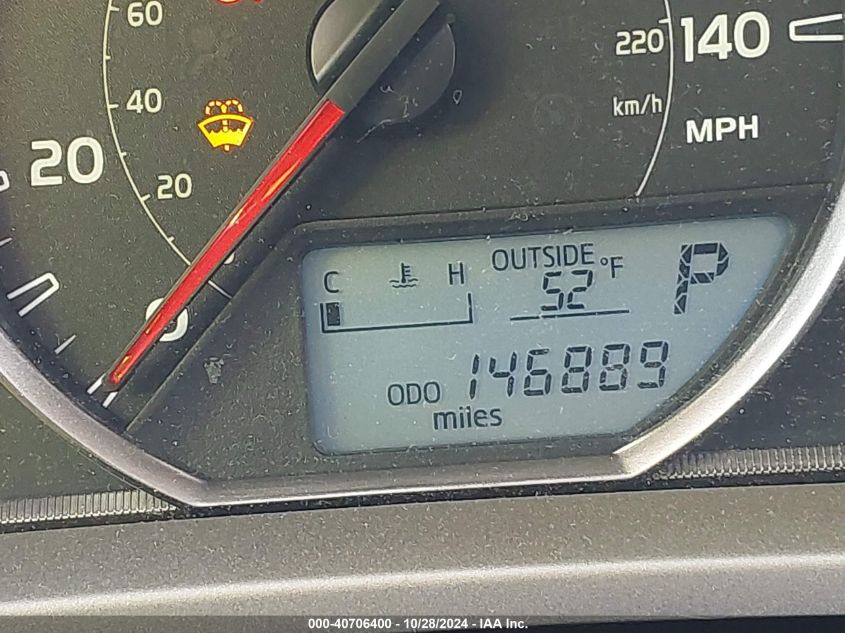 60
40
20
20
0
220
140
km/h
MPH
C H OUTSIDE
52 °F
P
ODO 146889
miles
000-40706400 - 10/28/2024 - IAA Inc.